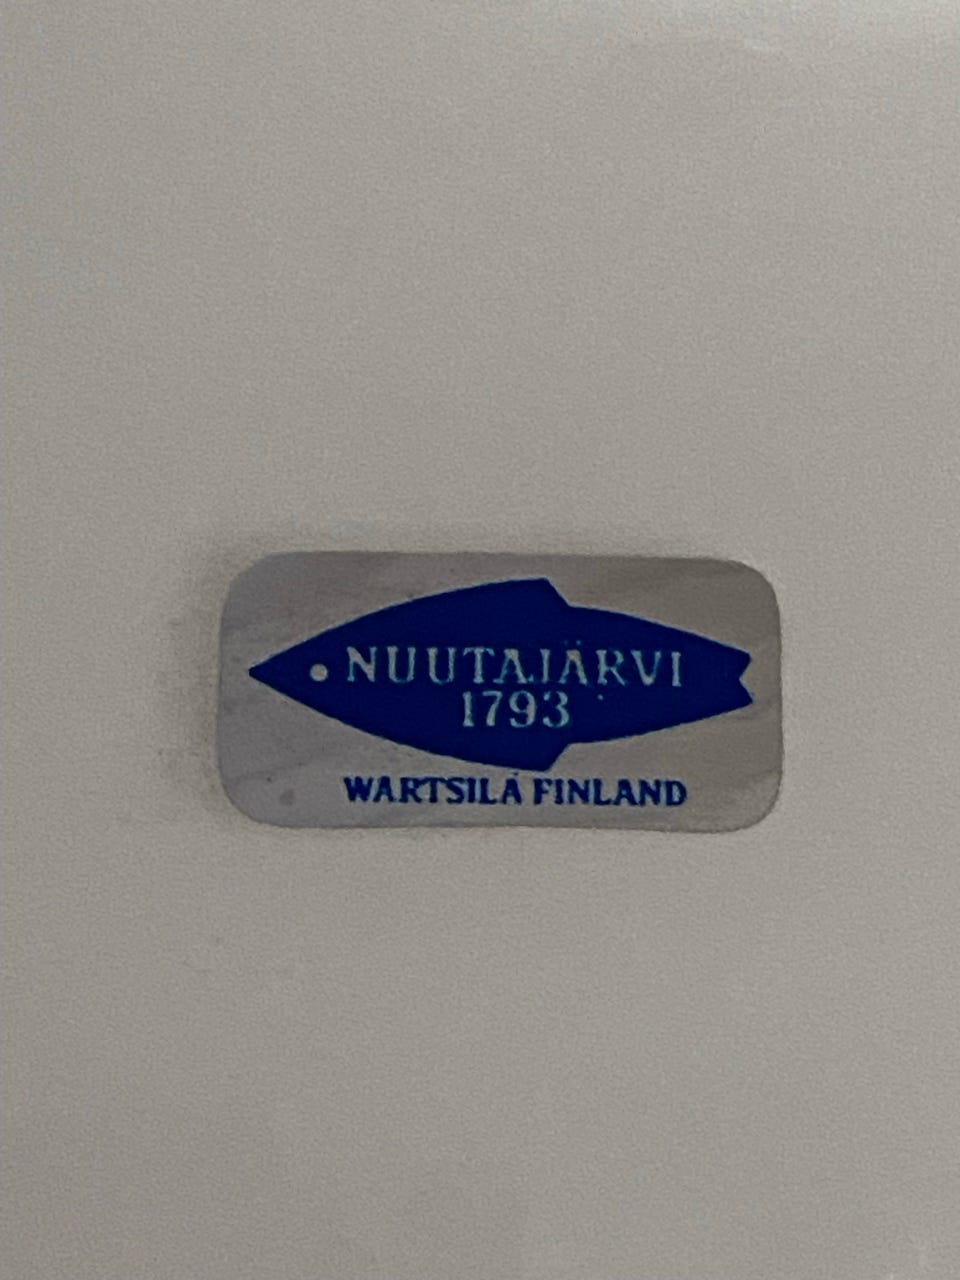 NUUTAJÄRVI
1793
WARTSILÄ FINLAND